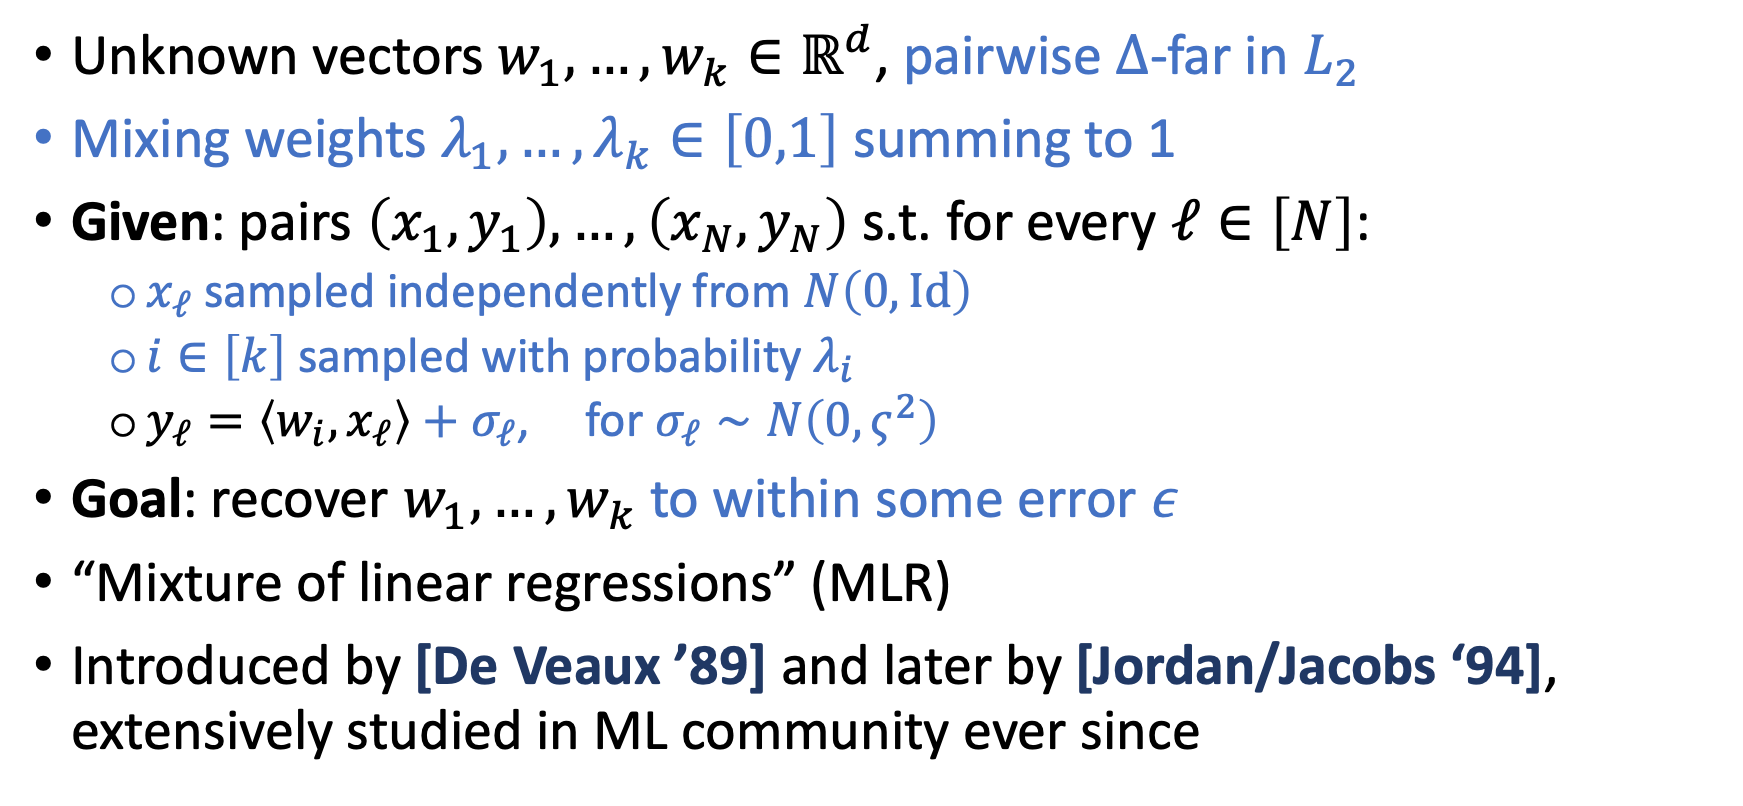 • Unknown vectors w₁, …, wₖ ∈ ℝᵈ, pairwise Δ-far in L₂
• Mixing weights λ₁, …, λₖ ∈ [0,1] summing to 1
• Given: pairs (x₁, y₁), …, (x_N, y_N) s.t. for every ℓ ∈ [N]:
○ x_ℓ sampled independently from N(0, Id)
○ i ∈ [k] sampled with probability λᵢ
○ y_ℓ = ⟨wᵢ, x_ℓ⟩ + σ_ℓ, for σ_ℓ ~ N(0, ς²)
• Goal: recover w₁, …, wₖ to within some error ϵ
• “Mixture of linear regressions” (MLR)
• Introduced by [De Veaux ’89] and later by [Jordan/Jacobs ‘94],
extensively studied in ML community ever since